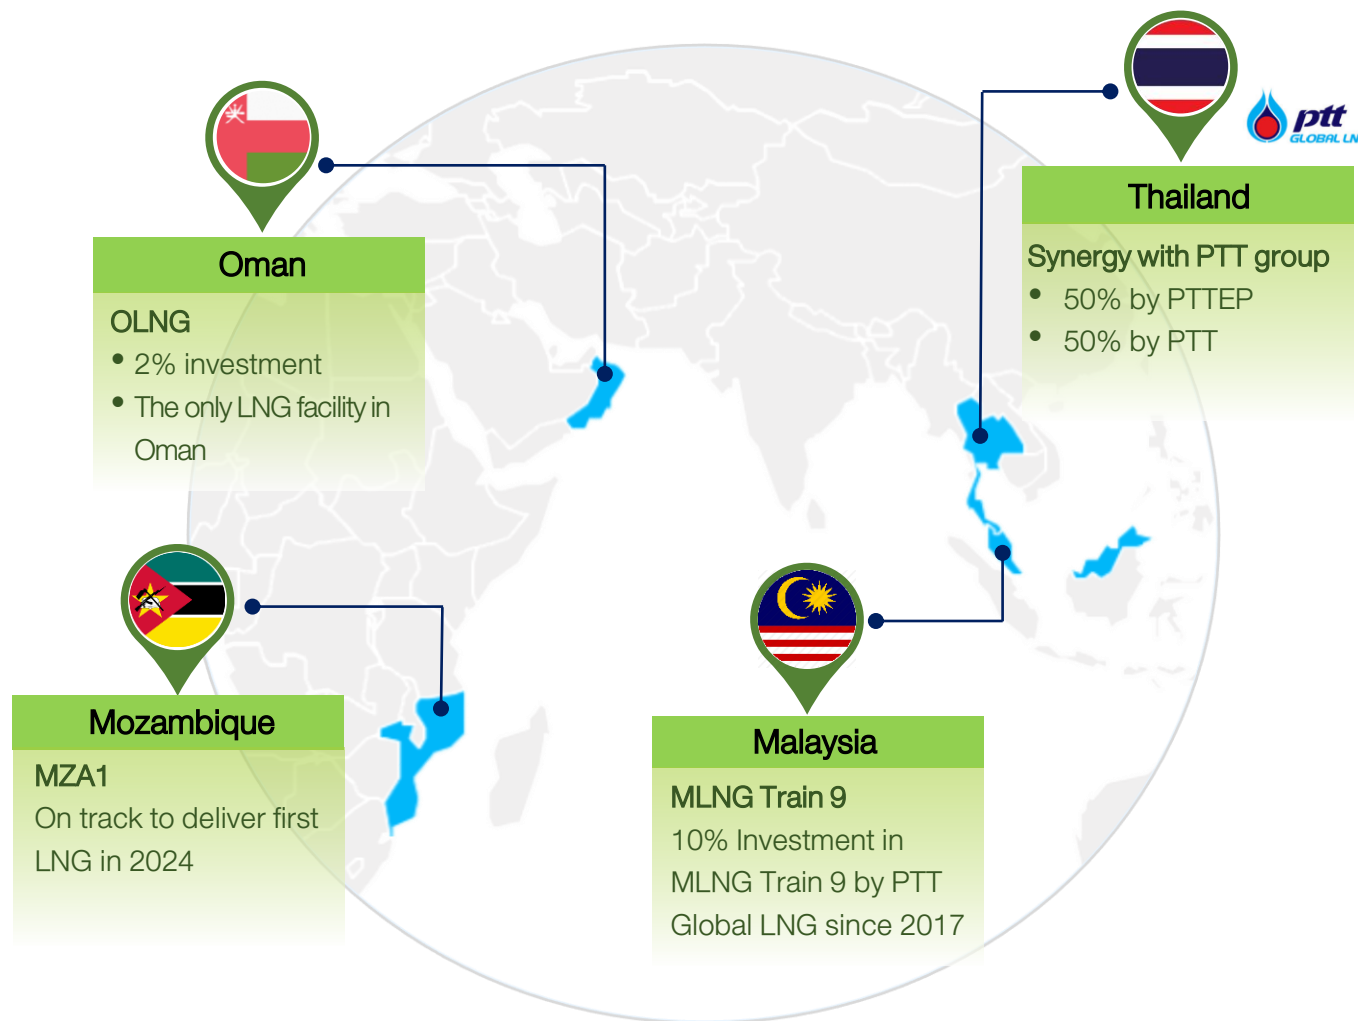 ptt
GLOBAL LN
Thailand
Synergy with PTT group
• 50% by PTTEP
• 50% by PTT
Oman
OLNG
• 2% investment
• The only LNG facility in
Oman
Mozambique
MZA1
On track to deliver first
LNG in 2024
Malaysia
MLNG Train 9
10% Investment in
MLNG Train 9 by PTT
Global LNG since 2017